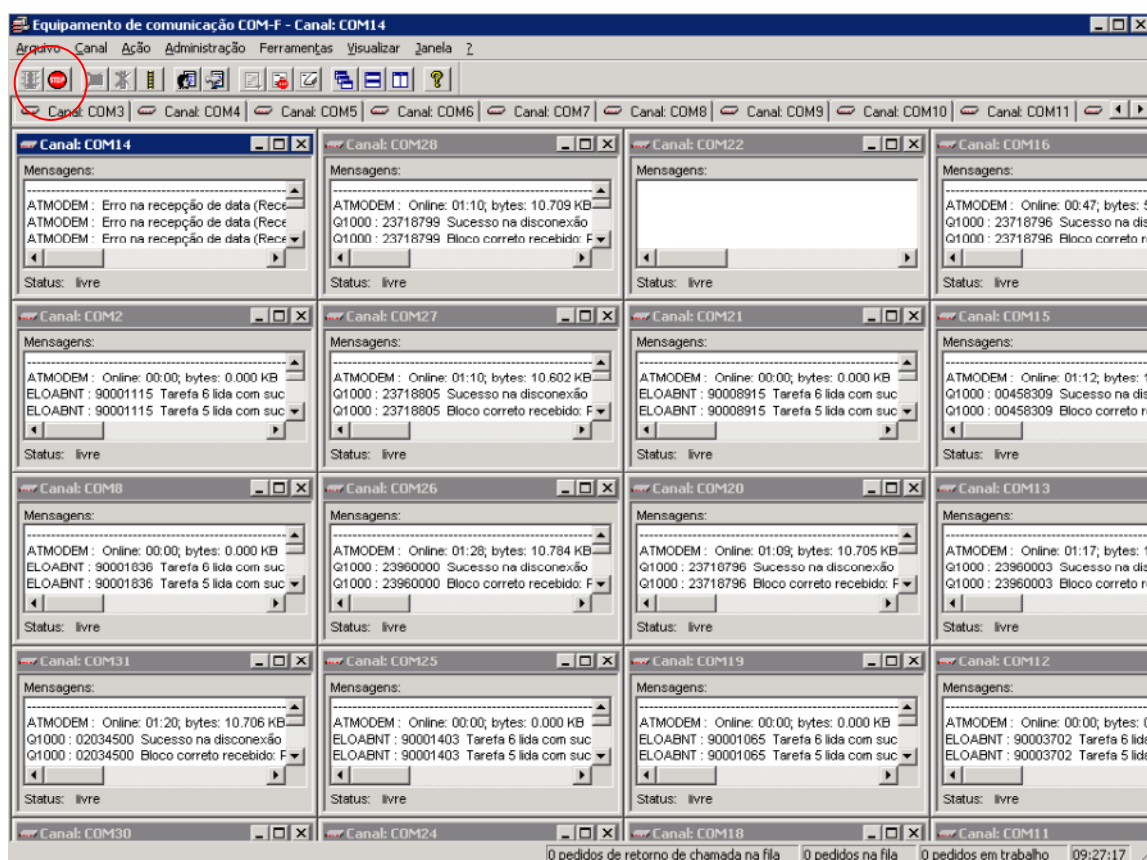 Equipamento de comunicação COM-F - Canal: COM14
Arquivo Canal Ação Administração Ferramentas Visualizar Janela ?
STOP
Canal: COM3 Canal: COM4 Canal: COM5 Canal: COM6 Canal: COM7 Canal: COM8 Canal: COM9 Canal: COM10 Canal: COM11
Canal: COM14
Mensagens:
ATMODEM : Erro na recepção de data (Rece
ATMODEM : Erro na recepção de data (Rece
ATMODEM : Erro na recepção de data (Rece
Status: livre
Canal: COM28
Mensagens:
ATMODEM : Online: 01:10; bytes: 10.709 KB
Q1000 : 23718799 Sucesso na disconexão
Q1000 : 23718799 Bloco correto recebido: F
Status: livre
Canal: COM22
Mensagens:
Status: livre
Canal: COM16
Mensagens:
ATMODEM : Online: 00:47; bytes: 5
Q1000 : 23718796 Sucesso na dis
Q1000 : 23718796 Bloco correto r
Status: livre
Canal: COM2
Mensagens:
ATMODEM : Online: 00:00; bytes: 0.000 KB
ELOABNT : 90001115 Tarefa 6 lida com suc
ELOABNT : 90001115 Tarefa 5 lida com suc
Status: livre
Canal: COM27
Mensagens:
ATMODEM : Online: 01:10; bytes: 10.602 KB
Q1000 : 23718805 Sucesso na disconexão
Q1000 : 23718805 Bloco correto recebido: F
Status: livre
Canal: COM21
Mensagens:
ATMODEM : Online: 00:00; bytes: 0.000 KB
ELOABNT : 90008915 Tarefa 6 lida com suc
ELOABNT : 90008915 Tarefa 5 lida com suc
Status: livre
Canal: COM15
Mensagens:
ATMODEM : Online: 01:12; bytes: 1
Q1000 : 00458309 Sucesso na dis
Q1000 : 00458309 Bloco correto r
Status: livre
Canal: COM8
Mensagens:
ATMODEM : Online: 00:00; bytes: 0.000 KB
ELOABNT : 90001836 Tarefa 6 lida com suc
ELOABNT : 90001836 Tarefa 5 lida com suc
Status: livre
Canal: COM26
Mensagens:
ATMODEM : Online: 01:28; bytes: 10.784 KB
Q1000 : 23960000 Sucesso na disconexão
Q1000 : 23960000 Bloco correto recebido: F
Status: livre
Canal: COM20
Mensagens:
ATMODEM : Online: 01:09; bytes: 10.705 KB
Q1000 : 23718796 Sucesso na disconexão
Q1000 : 23718796 Bloco correto recebido: F
Status: livre
Canal: COM13
Mensagens:
ATMODEM : Online: 01:17; bytes: 1
Q1000 : 23960003 Sucesso na dis
Q1000 : 23960003 Bloco correto r
Status: livre
Canal: COM31
Mensagens:
ATMODEM : Online: 01:20; bytes: 10.706 KB
Q1000 : 02034500 Sucesso na disconexão
Q1000 : 02034500 Bloco correto recebido: F
Status: livre
Canal: COM25
Mensagens:
ATMODEM : Online: 00:00; bytes: 0.000 KB
ELOABNT : 90001403 Tarefa 6 lida com suc
ELOABNT : 90001403 Tarefa 5 lida com suc
Status: livre
Canal: COM19
Mensagens:
ATMODEM : Online: 00:00; bytes: 0.000 KB
ELOABNT : 90001065 Tarefa 6 lida com suc
ELOABNT : 90001065 Tarefa 5 lida com suc
Status: livre
Canal: COM12
Mensagens:
ATMODEM : Online: 00:00; bytes: 0
ELOABNT : 90003702 Tarefa 6 lida
ELOABNT : 90003702 Tarefa 5 lida
Status: livre
Canal: COM30
Canal: COM24
Canal: COM18
Canal: COM11
0 pedidos de retorno de chamada na fila 0 pedidos na fila 0 pedidos em trabalho 09:27:17